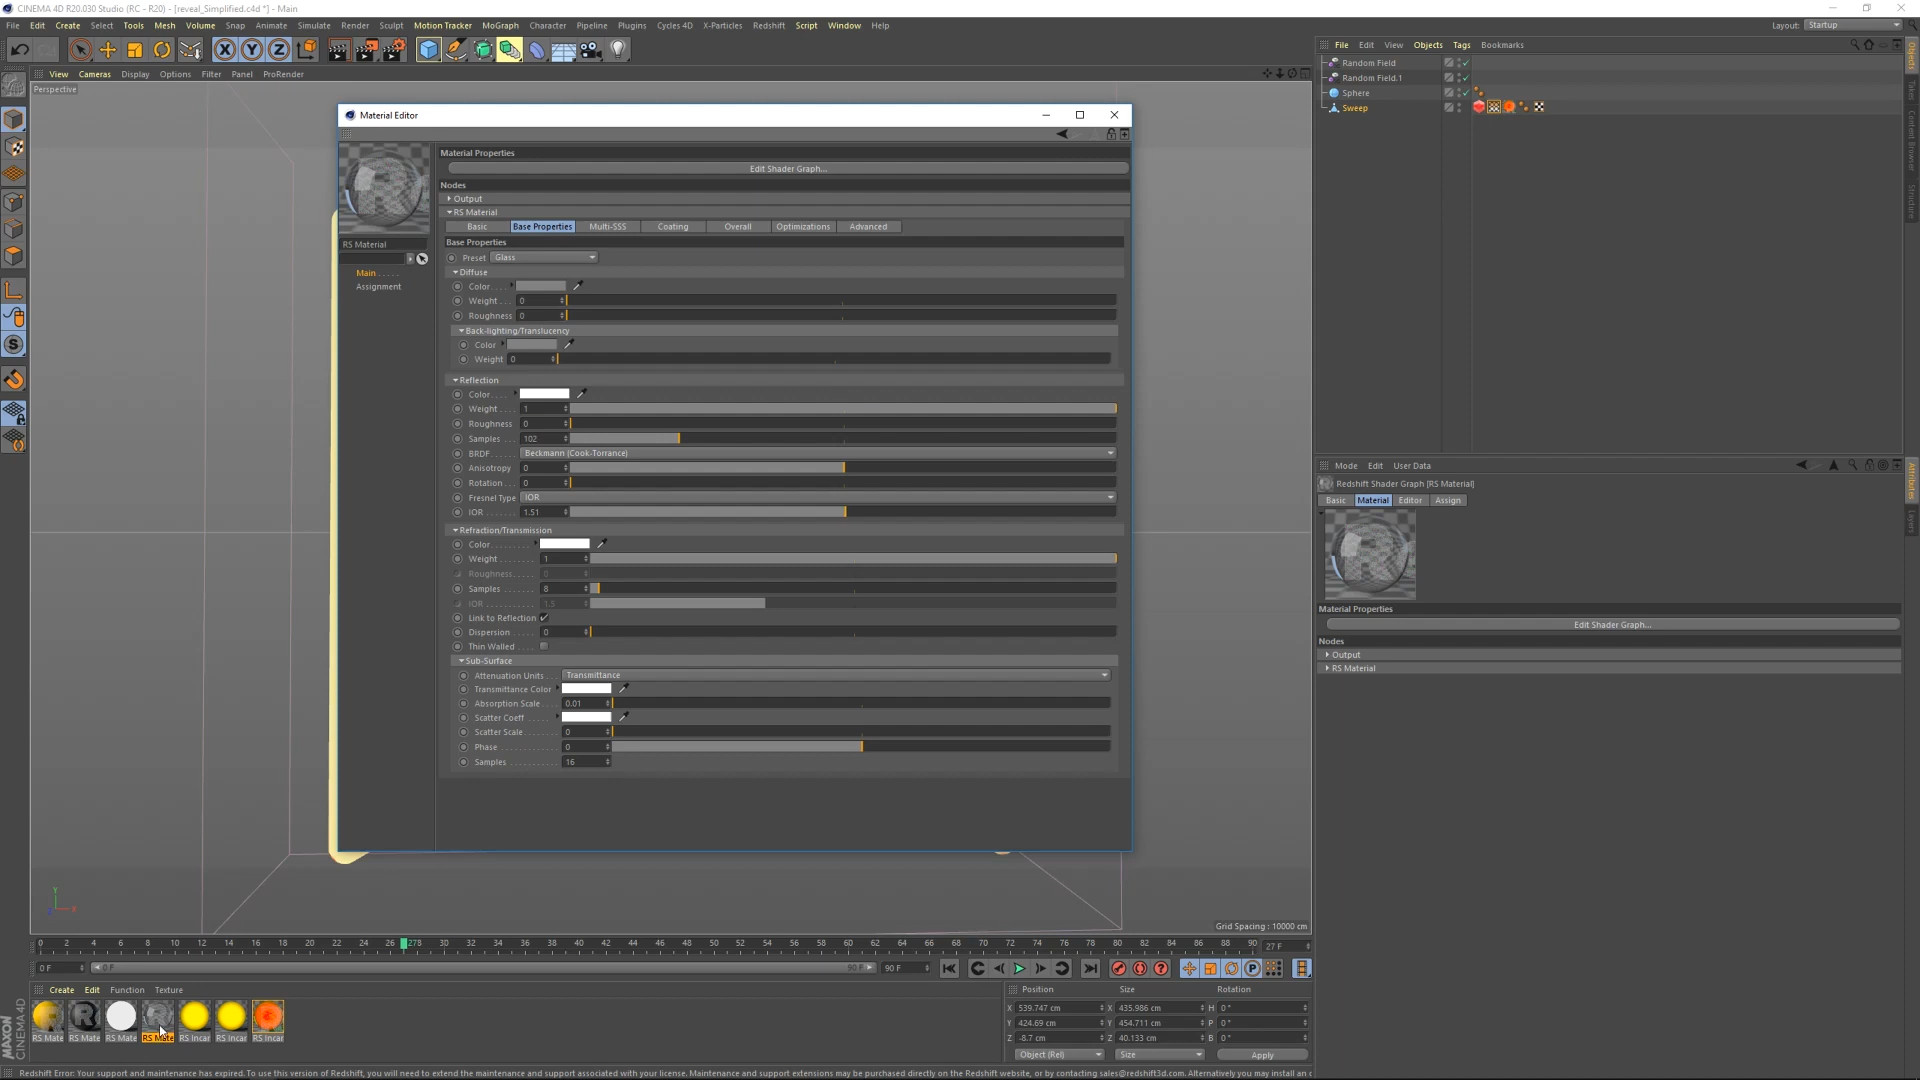 CINEMA 4D R20.030 Studio (RC - R20) - [reveal_Simplified.c4d *] - Main
File Edit Create Select Tools Mesh Volume Snap Animate Simulate Render Sculpt Motion Tracker MoGraph Character Pipeline Plugins Cycles 4D X-Particles Redshift Script Window Help
Layout: Startup
View Cameras Display Options Filter Panel ProRender
Perspective
File Edit View Objects Tags Bookmarks
Random Field
Random Field.1
Sphere
Sweep
Objects
Takes
Content Browser
Structure
Material Editor
Material Properties
Edit Shader Graph...
Nodes
Output
RS Material
Basic Base Properties Multi-SSS Coating Overall Optimizations Advanced
Base Properties
RS Material
Main
Assignment
Preset Glass
Diffuse
Color
Weight 0
Roughness 0
Back-lighting/Translucency
Color
Weight 0
Reflection
Color
Weight 1
Roughness 0
Samples 102
BRDF Beckmann (Cook-Torrance)
Anisotropy 0
Rotation 0
Fresnel Type IOR
IOR 1.51
Refraction/Transmission
Color
Weight 1
Roughness 0
Samples 8
IOR 1.5
Link to Reflection
Dispersion 0
Thin Walled
Sub-Surface
Attenuation Units Transmittance
Transmittance Color
Absorption Scale 0.01
Scatter Coeff
Scatter Scale 0
Phase 0
Samples 16
Mode Edit User Data
Redshift Shader Graph [RS Material]
Basic Material Editor Assign
Material Properties
Edit Shader Graph...
Nodes
Output
RS Material
Attributes
Layers
Y
X
Z
Grid Spacing : 10000 cm
0 2 4 6 8 10 12 14 16 18 20 22 24 26 278 30 32 34 36 38 40 42 44 46 48 50 52 54 56 58 60 62 64 66 68 70 72 74 76 78 80 82 84 86 88 90 27 F
0 F 0 F 90 F 90 F
Create Edit Function Texture
RS Mate RS Mate RS Mate RS Mate RS Incar RS Incar RS Incar
Position Size Rotation
X 539.747 cm X 435.986 cm H 0°
Y 424.69 cm Y 454.711 cm P 0°
Z -8.7 cm Z 40.133 cm B 0°
Object (Rel) Size Apply
MAXON
CINEMA 4D
Redshift Error: Your support and maintenance has expired. To use this version of Redshift, you will need to extend the maintenance and support associated with your license. Maintenance and support extensions may be purchased directly on the Redshift website, or by contacting sales@redshift3d.com. Alternatively you may install an c